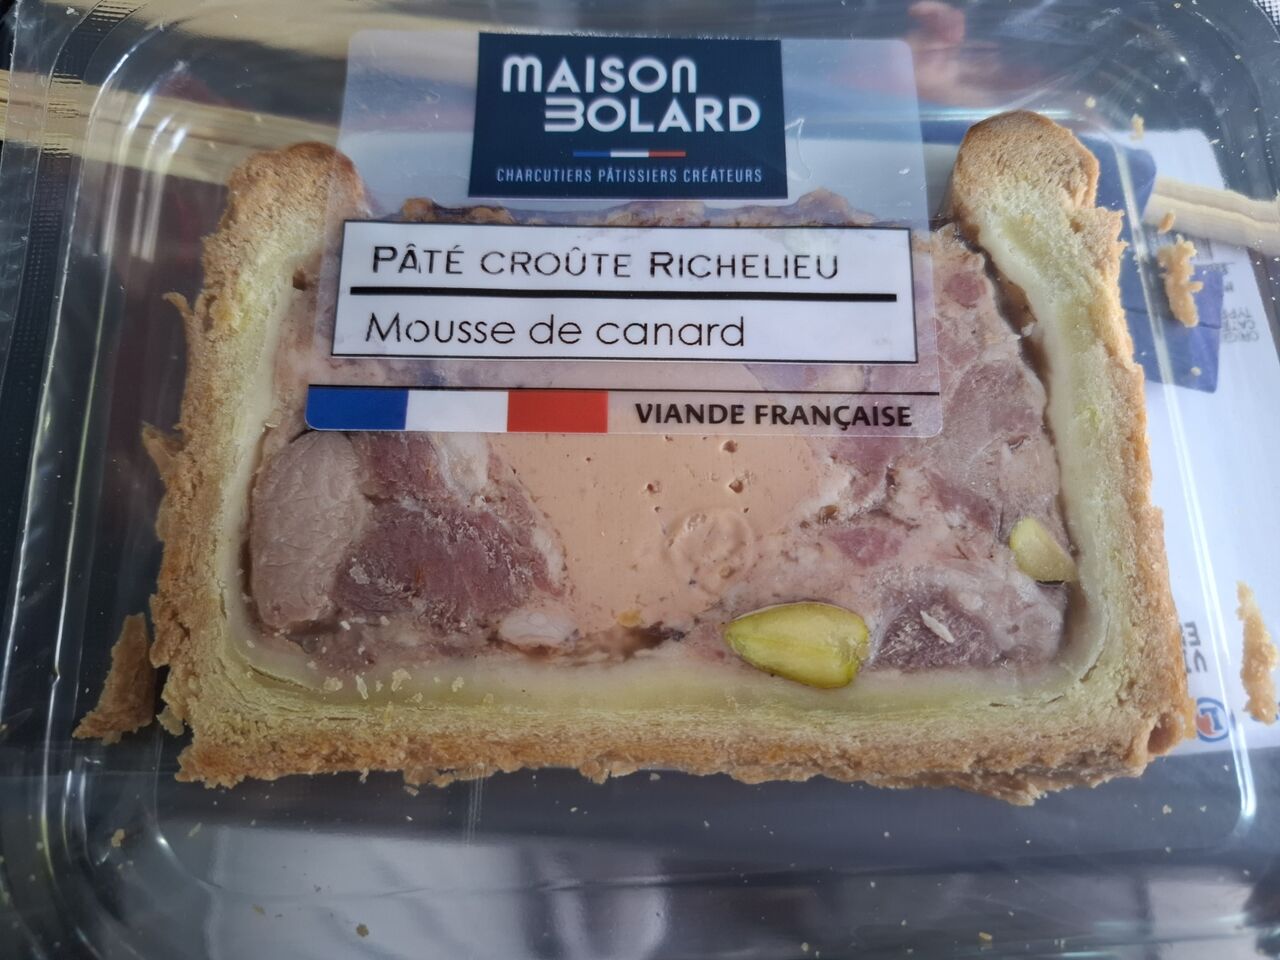 MAISON
BOLARD
CHARCUTIERS PÂTISSIERS CRÉATEURS
PÂTÉ CROÛTE RICHELIEU
Mousse de canard
VIANDE FRANÇAISE